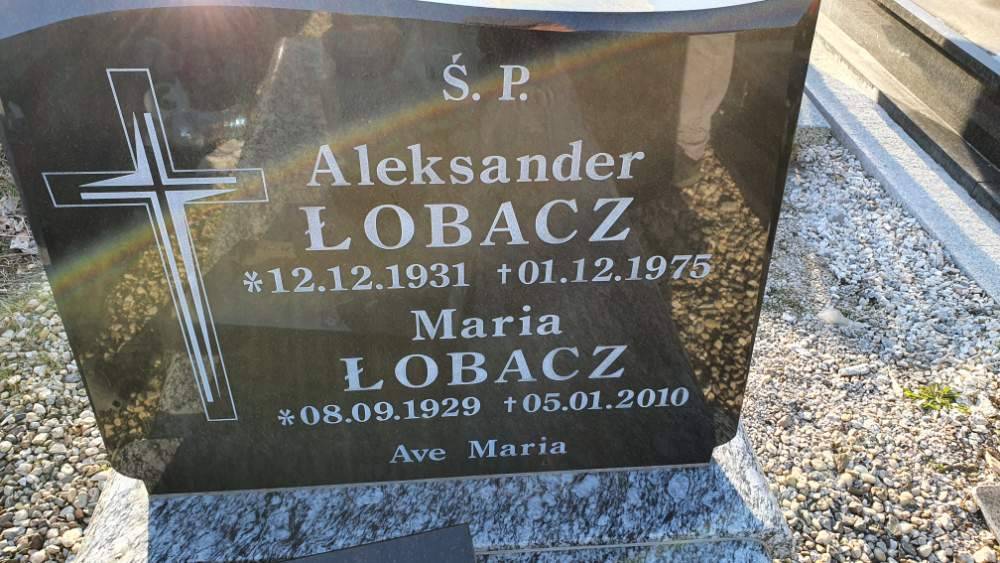 Ś. P.
Aleksander
ŁOBACZ
*12.12.1931 †01.12.1975
Maria
ŁOBACZ
*08.09.1929 †05.01.2010
Ave Maria